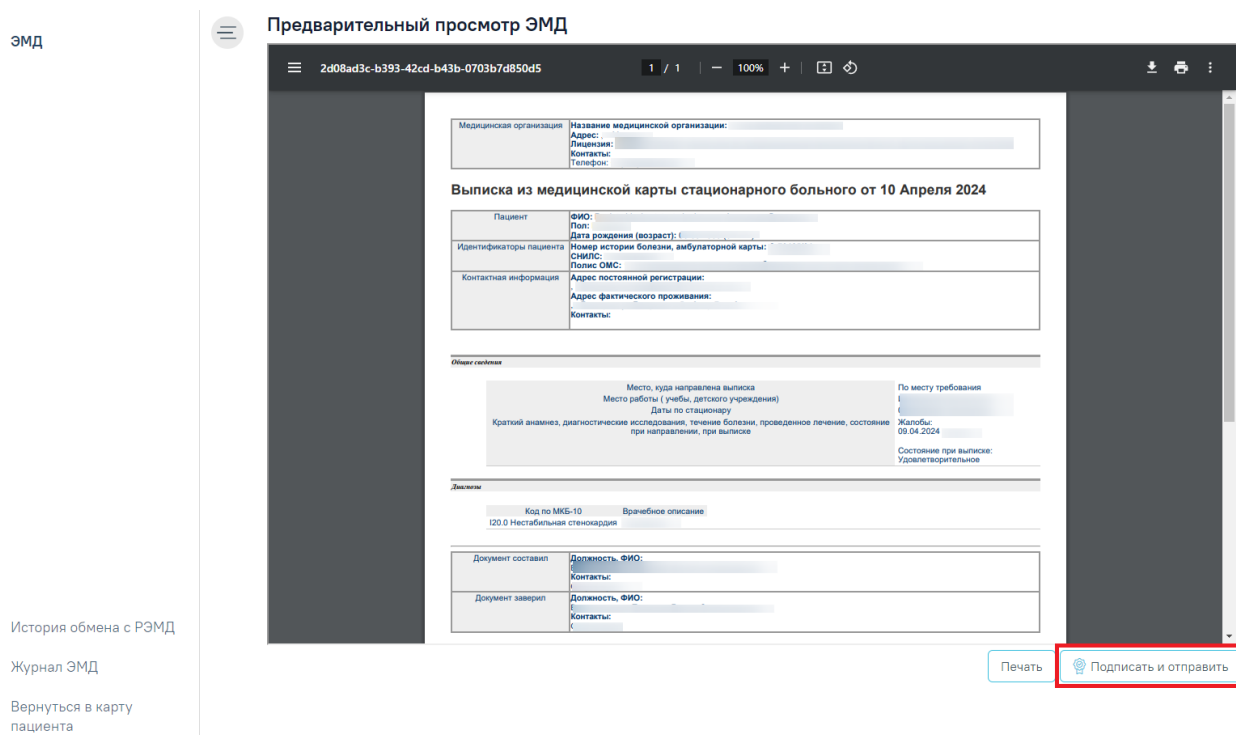 ЭМД
История обмена с РЭМД
Журнал ЭМД
Вернуться в карту
пациента
Предварительный просмотр ЭМД
2d08ad3c-b393-42cd-b43b-0703b7d850d5
1 / 1
100%
Медицинская организация
Название медицинской организации:
Адрес:
Лицензия:
Контакты:
Телефон:
Выписка из медицинской карты стационарного больного от 10 Апреля 2024
Пациент
ФИО:
Пол:
Дата рождения (возраст):
Идентификаторы пациента
Номер истории болезни, амбулаторной карты:
СНИЛС:
Полис ОМС:
Контактная информация
Адрес постоянной регистрации:
Адрес фактического проживания:
Контакты:
Общие сведения
Место, куда направлена выписка
По месту требования
Место работы ( учебы, детского учреждения)
Даты по стационару
Краткий анамнез, диагностические исследования, течение болезни, проведенное лечение, состояние
при направлении, при выписке
Жалобы:
09.04.2024
Состояние при выписке:
Удовлетворительное
Диагнозы
Код по МКБ-10 Врачебное описание
I20.0 Нестабильная стенокардия
Документ составил
Должность, ФИО:
Контакты:
Документ заверил
Должность, ФИО:
Контакты:
Печать
Подписать и отправить